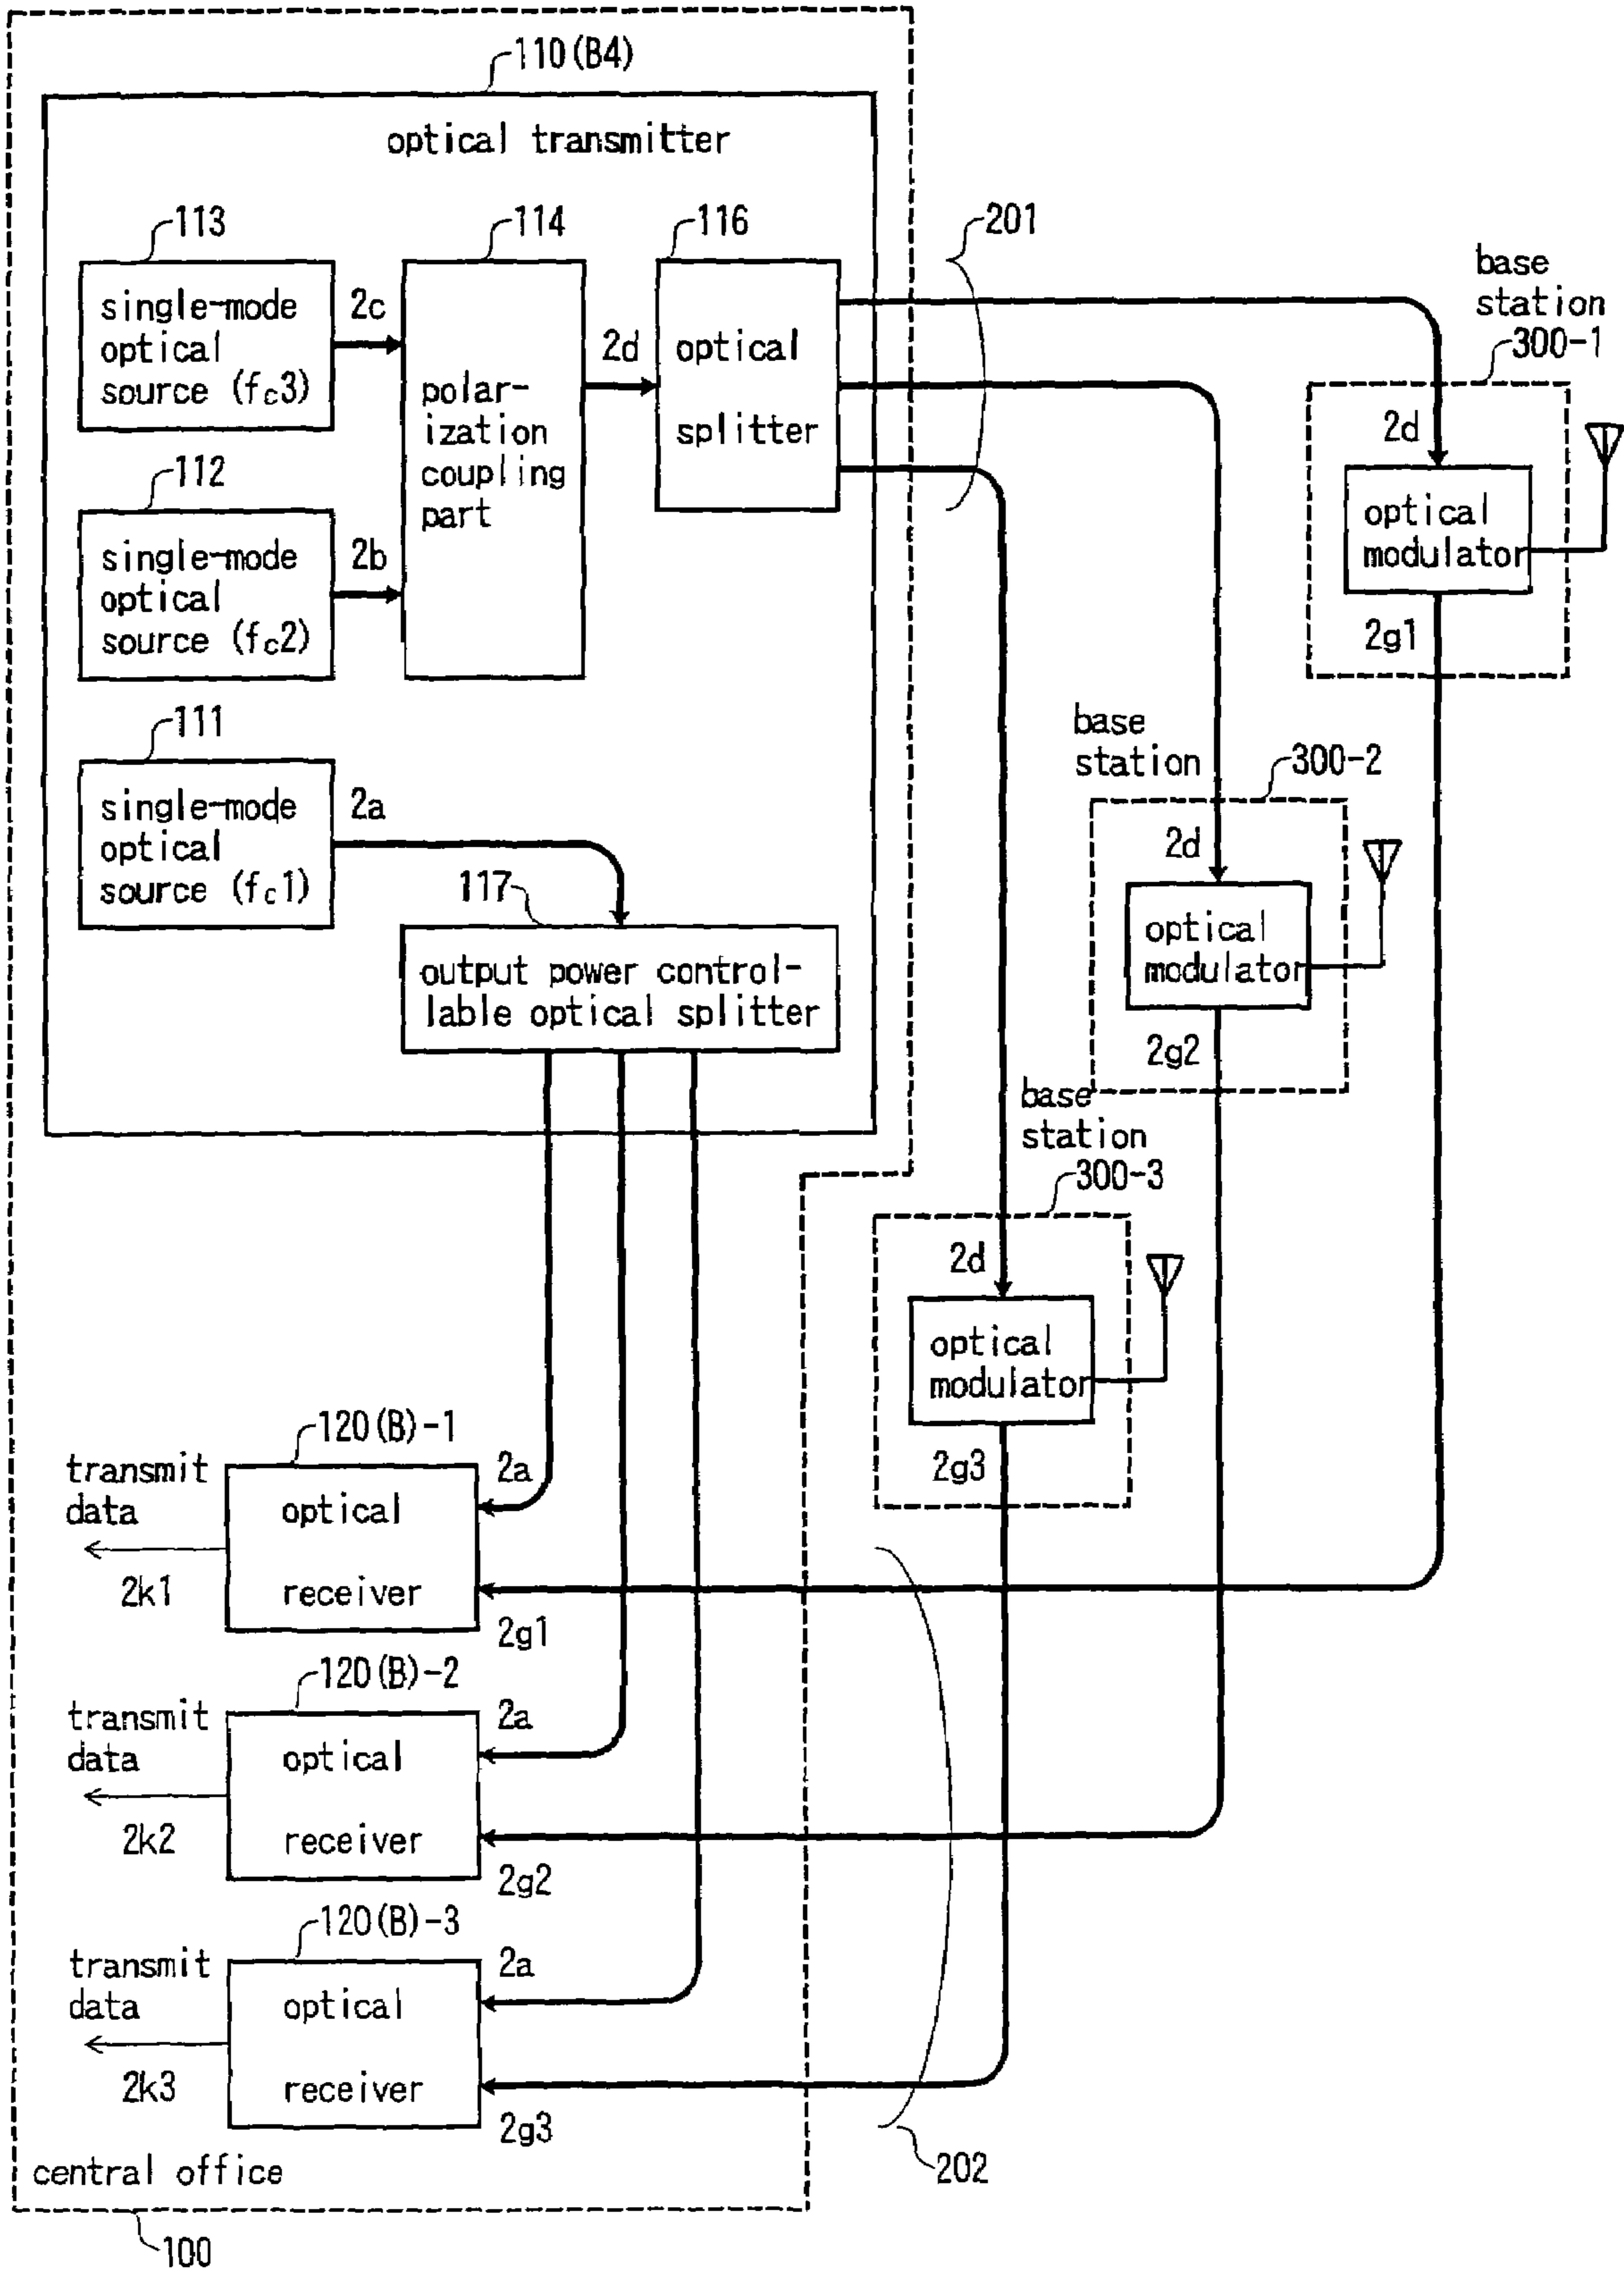 110(B4)
optical transmitter
113
114
116
201
single-mode
optical
source (fc3)
2c
polar-
ization
coupling
part
2d
optical
splitter
base
station
300-1
2d
optical
modulator
2g1
112
single-mode
optical
source (fc2)
2b
111
single-mode
optical
source (fc1)
2a
117
output power control-
lable optical splitter
base
station
300-2
2d
optical
modulator
2g2
base
station
300-3
2d
optical
modulator
2g3
120(B)-1
transmit
data
2k1
optical
receiver
2a
2g1
120(B)-2
transmit
data
2k2
optical
receiver
2a
2g2
120(B)-3
transmit
data
2k3
optical
receiver
2a
2g3
202
central office
100